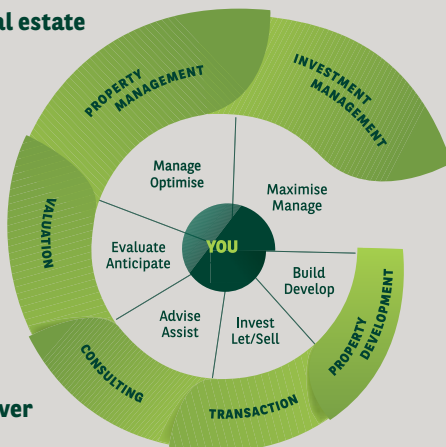 al estate
PROPERTY
MANAGEMENT
INVESTMENT
MANAGEMENT
Manage
Optimise
Maximise
Manage
VALUATION
YOU
Evaluate
Anticipate
Build
Develop
PROPERTY
DEVELOPMENT
Advise
Assist
Invest
Let/Sell
CONSULTING
TRANSACTION
ver